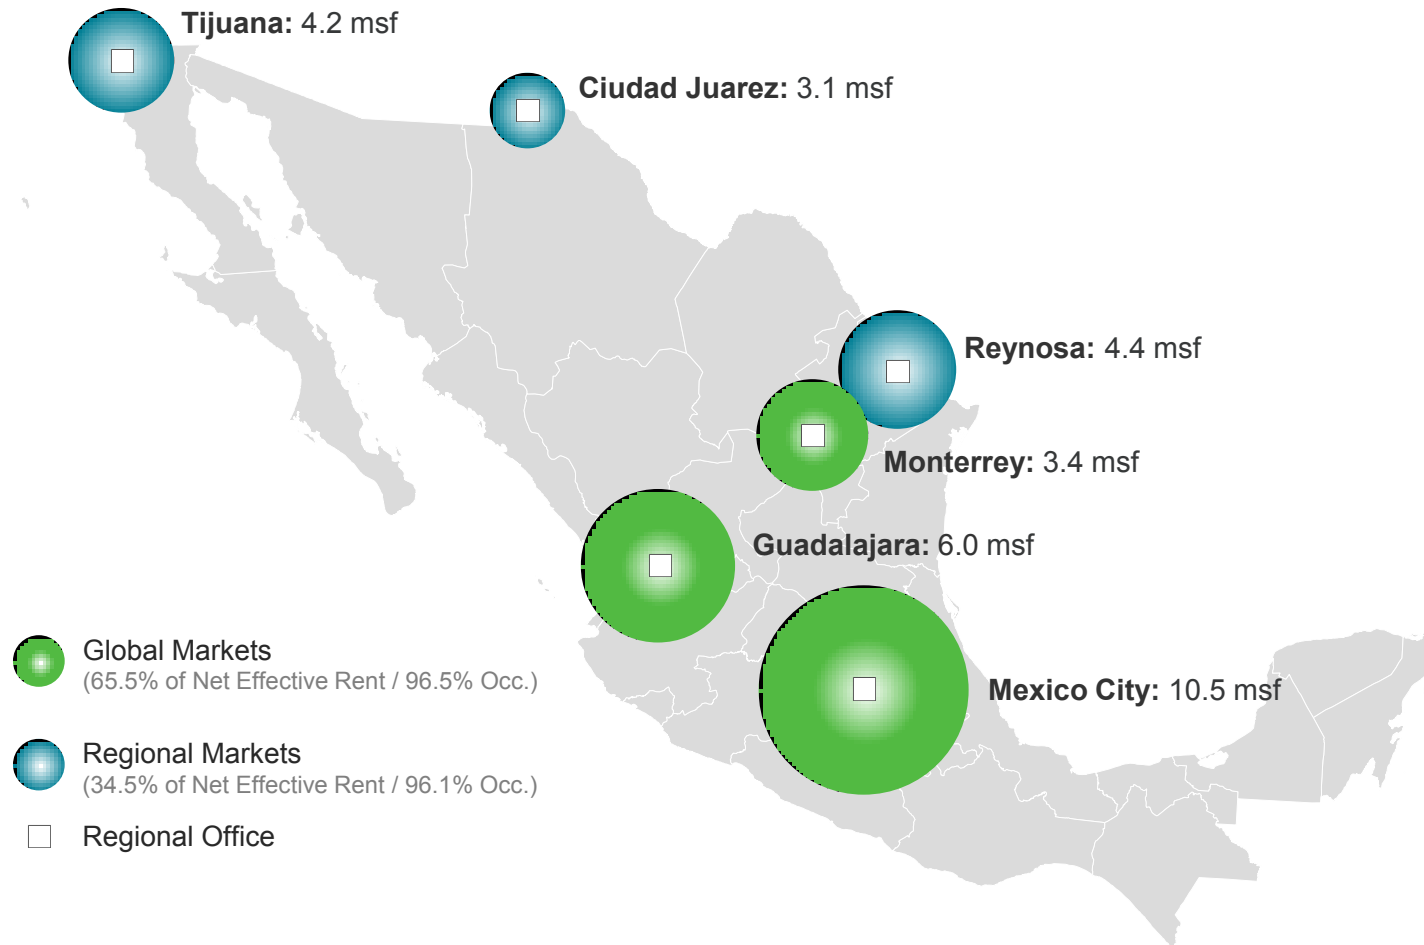 Tijuana: 4.2 msf
Ciudad Juarez: 3.1 msf
Reynosa: 4.4 msf
Monterrey: 3.4 msf
Guadalajara: 6.0 msf
Mexico City: 10.5 msf
Global Markets
(65.5% of Net Effective Rent / 96.5% Occ.)
Regional Markets
(34.5% of Net Effective Rent / 96.1% Occ.)
Regional Office